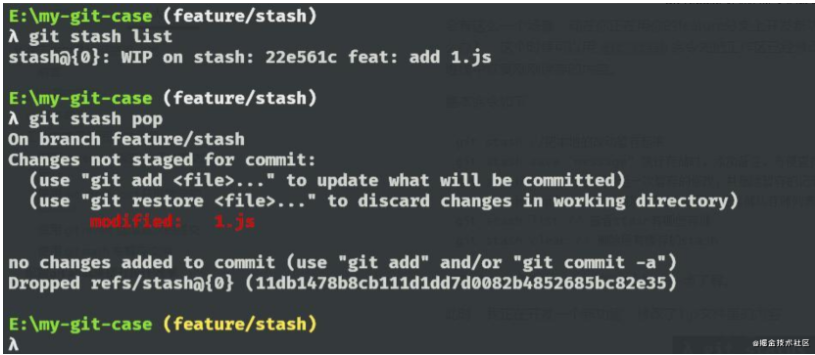 E:\my-git-case (feature/stash)
λ git stash list
stash@{0}: WIP on stash: 22e561c feat: add 1.js
E:\my-git-case (feature/stash)
λ git stash pop
On branch feature/stash
Changes not staged for commit:
(use "git add <file>..." to update what will be committed)
(use "git restore <file>..." to discard changes in working directory)
modified: 1.js
no changes added to commit (use "git add" and/or "git commit -a")
Dropped refs/stash@{0} (11db1478b8cb111d1dd7d0082b4852685bc82e35)
E:\my-git-case (feature/stash)
λ
@掘金技术社区